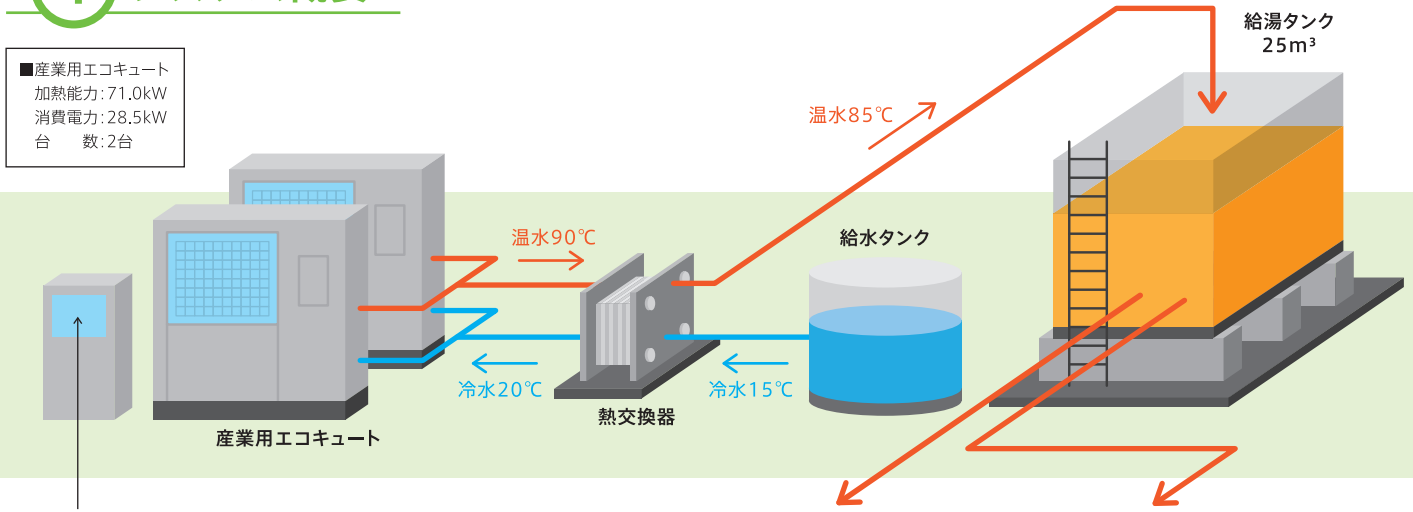 ■産業用エコキュート
加熱能力:71.0kW
消費電力:28.5kW
台　　数:2台
給湯タンク
25m³
温水85℃
温水90℃
給水タンク
冷水20℃
冷水15℃
熱交換器
産業用エコキュート